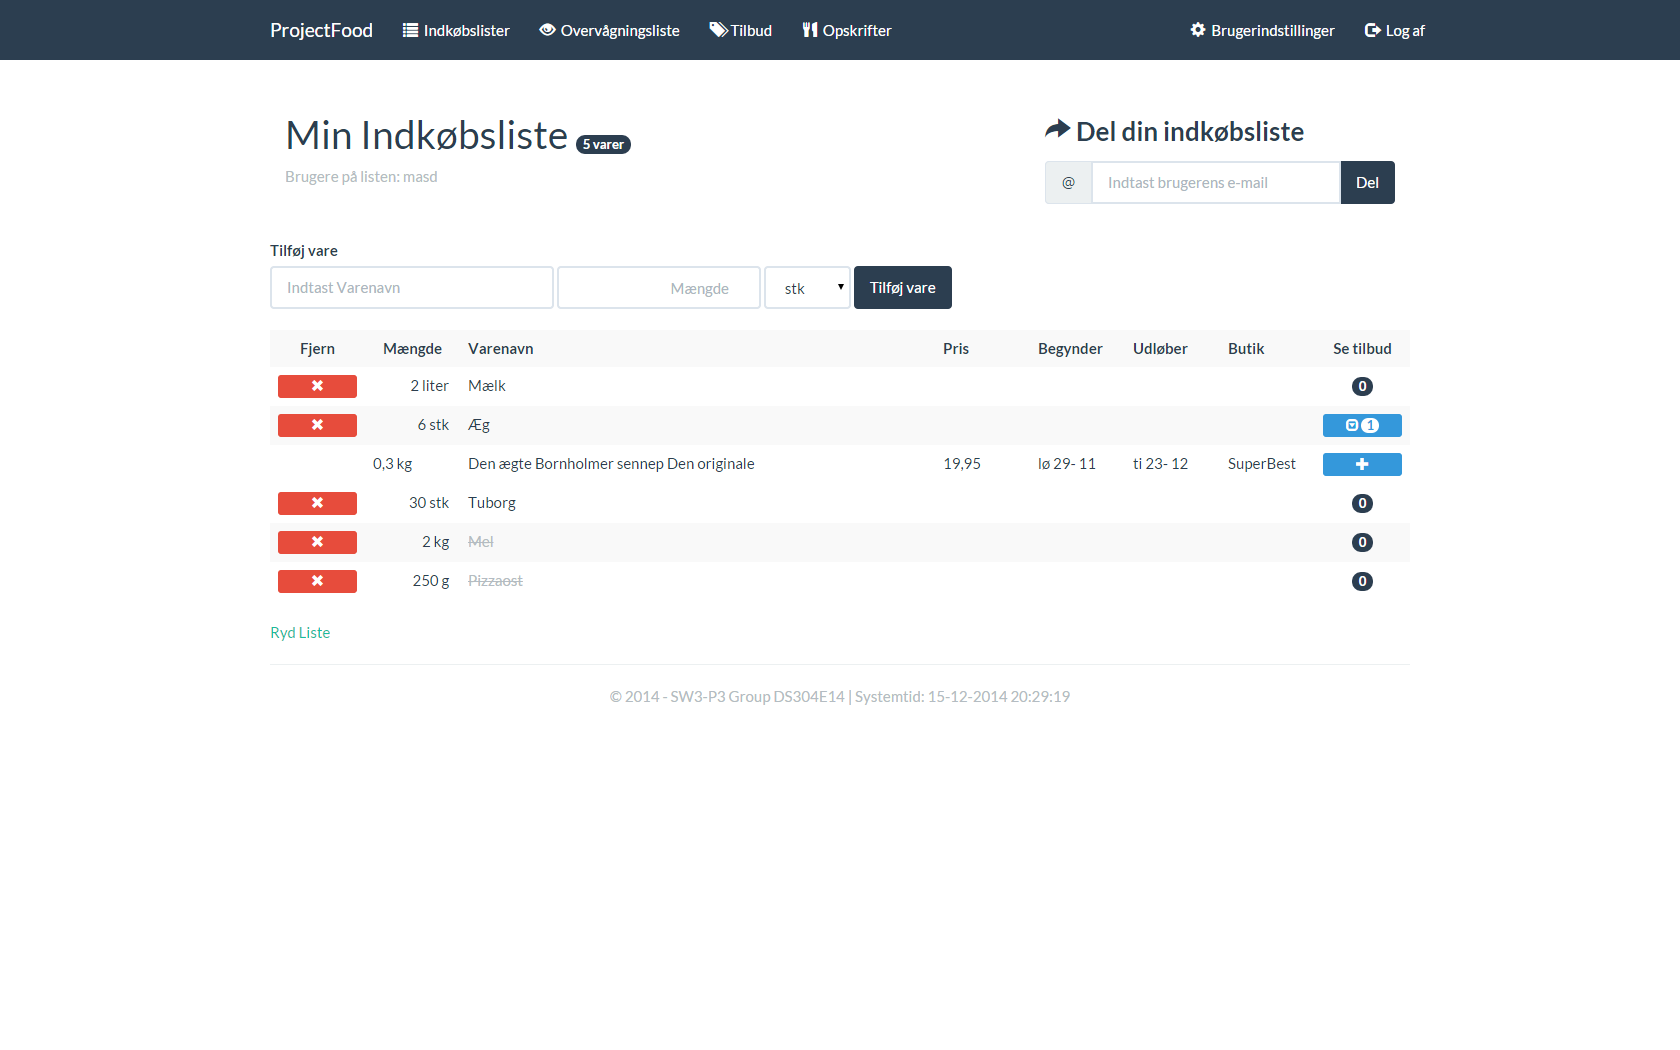 ProjectFood Indkøbslister Overvågningsliste Tilbud Opskrifter Brugerindstillinger Log af
Min Indkøbsliste 5 varer
Brugere på listen: masd
Del din indkøbsliste
@ Indtast brugerens e-mail Del
Tilføj vare
Indtast Varenavn Mængde stk Tilføj vare
Fjern Mængde Varenavn Pris Begynder Udløber Butik Se tilbud
2 liter Mælk 0
6 stk Æg 1
0,3 kg Den ægte Bornholmer sennep Den originale 19,95 lø 29- 11 ti 23- 12 SuperBest
30 stk Tuborg 0
2 kg Mel 0
250 g Pizzaost 0
Ryd Liste
© 2014 - SW3-P3 Group DS304E14 | Systemtid: 15-12-2014 20:29:19